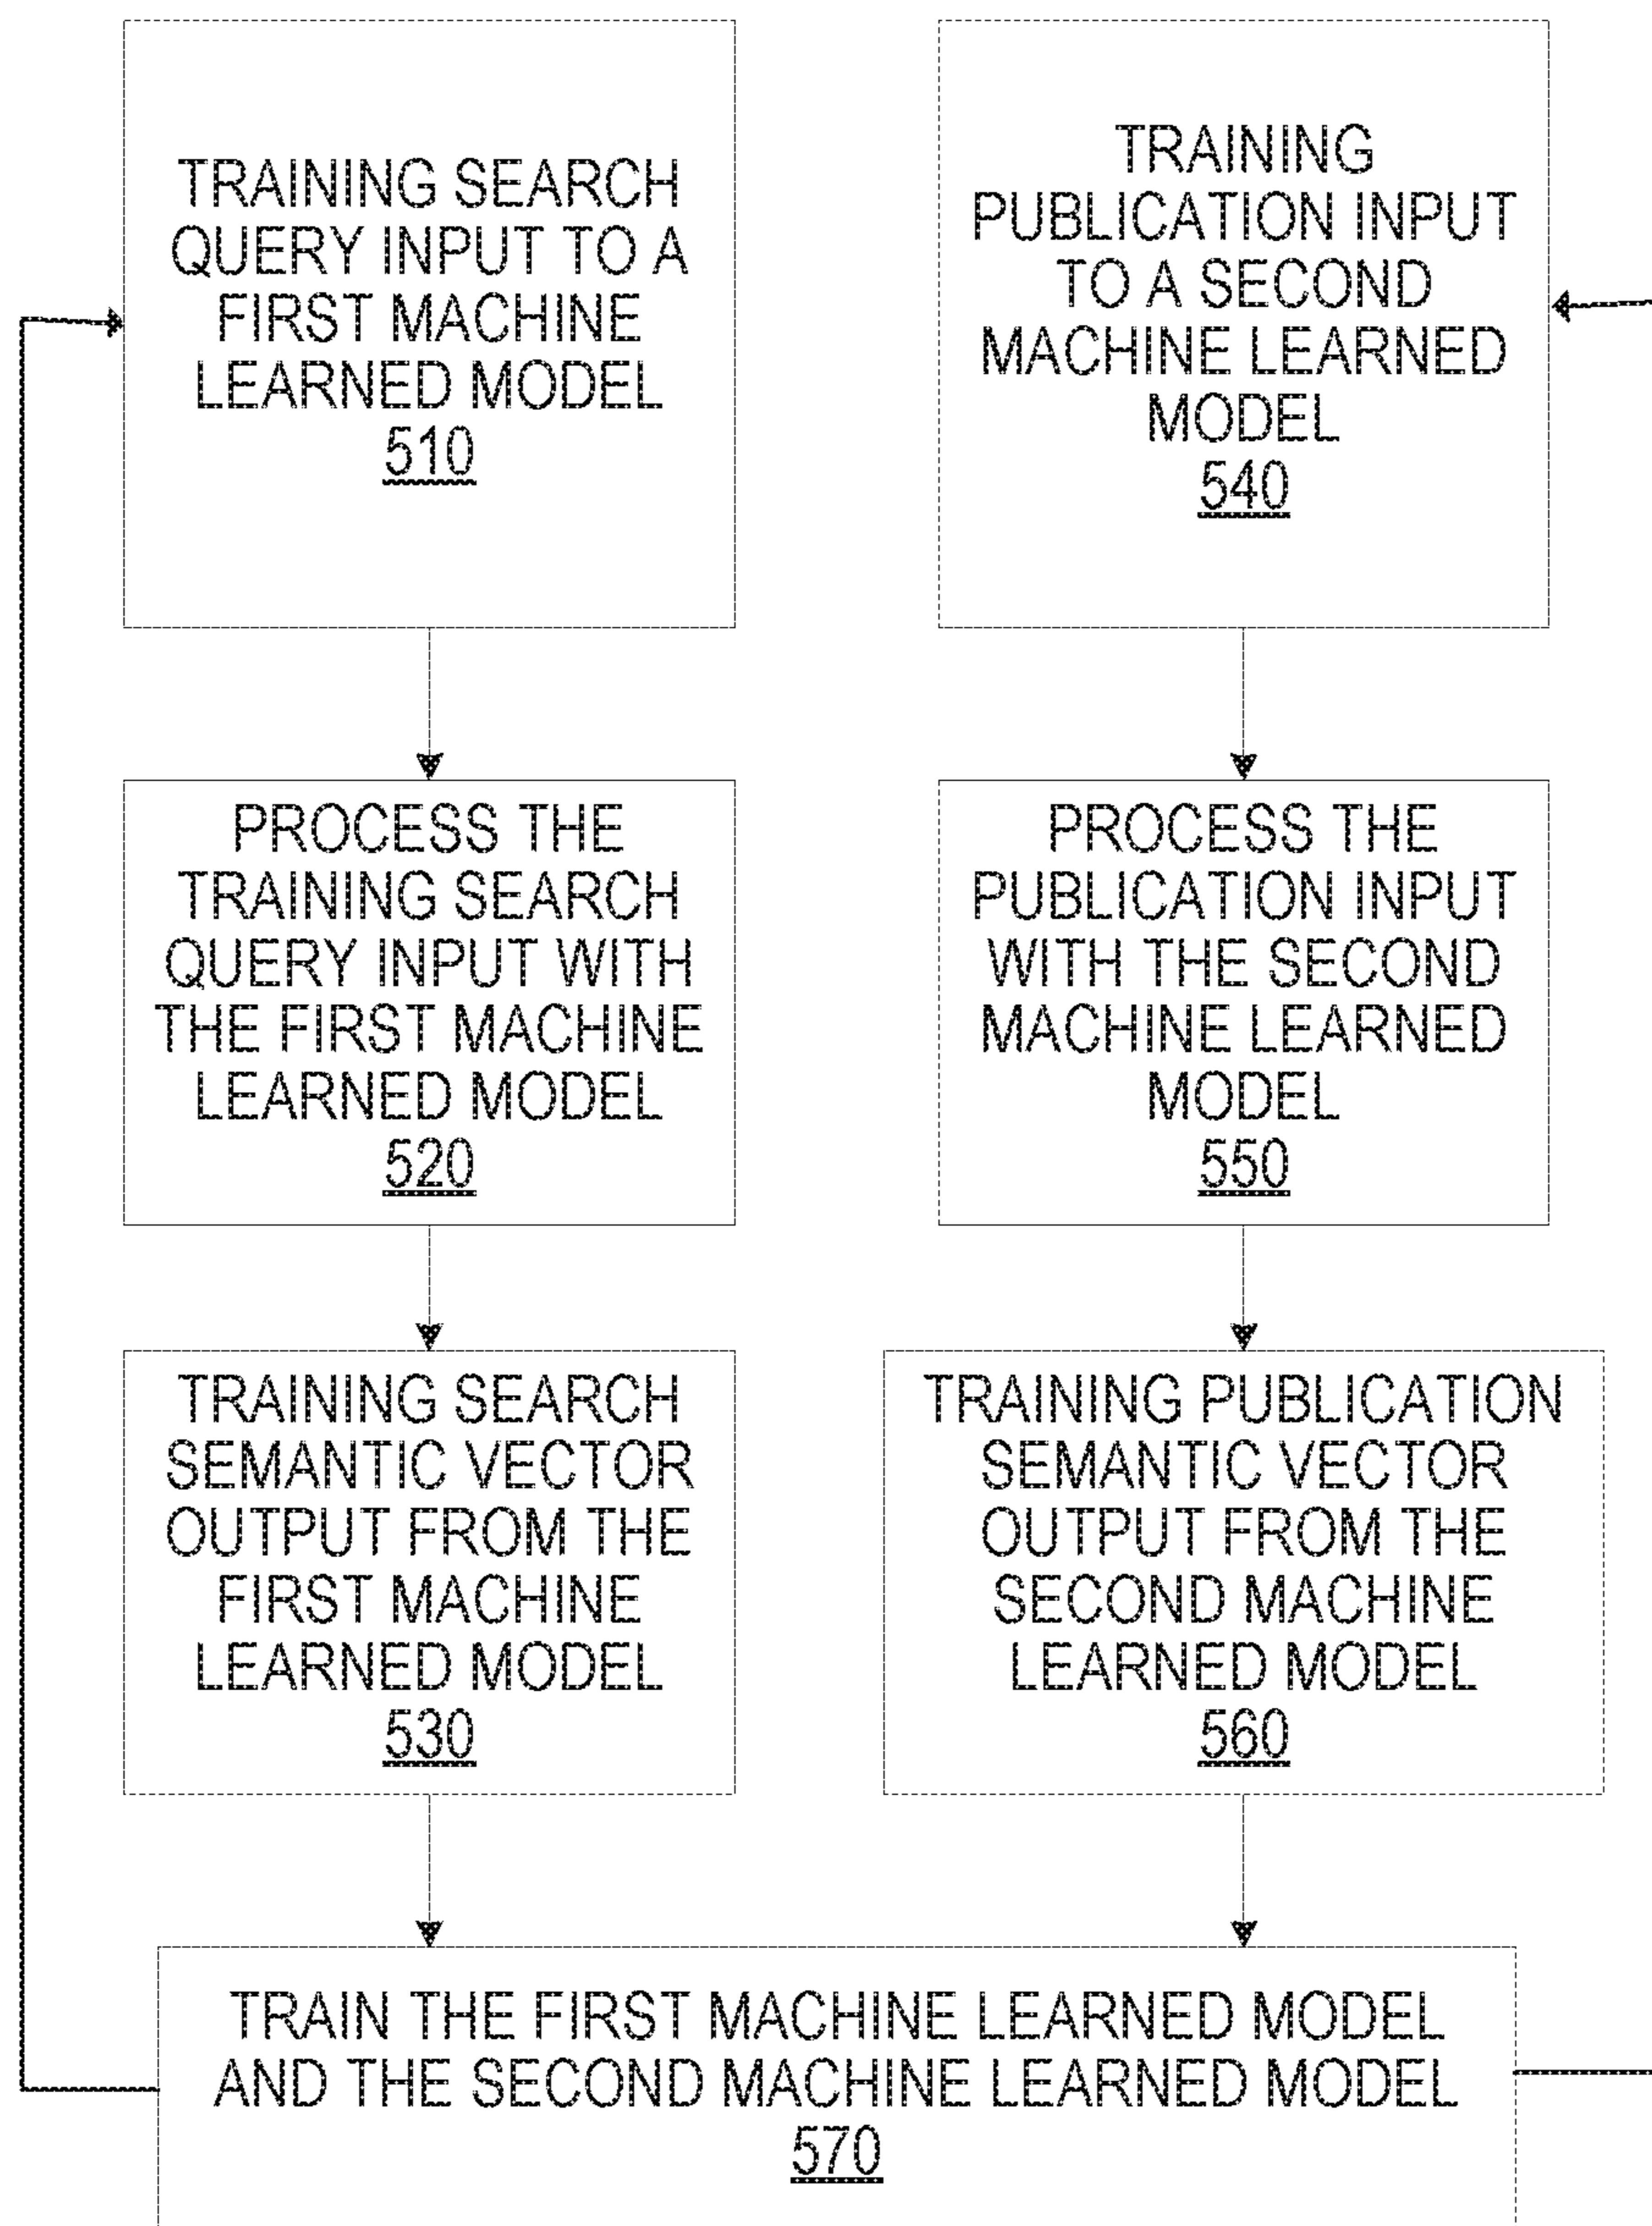 TRAINING SEARCH
QUERY INPUT TO A
FIRST MACHINE
LEARNED MODEL
510
TRAINING
PUBLICATION INPUT
TO A SECOND
MACHINE LEARNED
MODEL
540
PROCESS THE
TRAINING SEARCH
QUERY INPUT WITH
THE FIRST MACHINE
LEARNED MODEL
520
PROCESS THE
PUBLICATION INPUT
WITH THE SECOND
MACHINE LEARNED
MODEL
550
TRAINING SEARCH
SEMANTIC VECTOR
OUTPUT FROM THE
FIRST MACHINE
LEARNED MODEL
530
TRAINING PUBLICATION
SEMANTIC VECTOR
OUTPUT FROM THE
SECOND MACHINE
LEARNED MODEL
560
TRAIN THE FIRST MACHINE LEARNED MODEL
AND THE SECOND MACHINE LEARNED MODEL
570